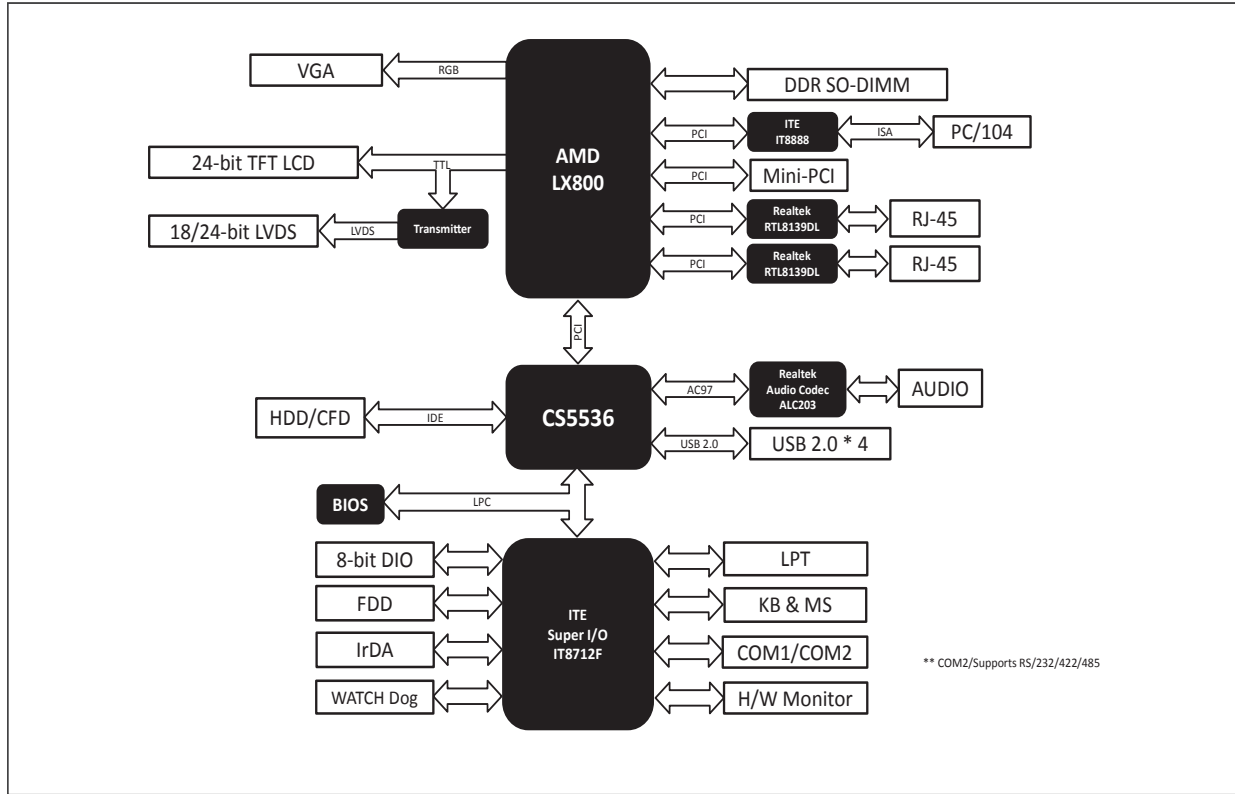 VGA
RGB
24-bit TFT LCD
TTL
18/24-bit LVDS
LVDS
Transmitter
AMD
LX800
DDR SO-DIMM
PCI
ITE
IT8888
ISA
PC/104
PCI
Mini-PCI
PCI
Realtek
RTL8139DL
RJ-45
PCI
Realtek
RTL8139DL
RJ-45
PCI
HDD/CFD
IDE
CS5536
AC97
Realtek
Audio Codec
ALC203
AUDIO
USB 2.0
USB 2.0 * 4
BIOS
LPC
8-bit DIO
FDD
IrDA
WATCH Dog
ITE
Super I/O
IT8712F
LPT
KB & MS
COM1/COM2
H/W Monitor
** COM2/Supports RS/232/422/485